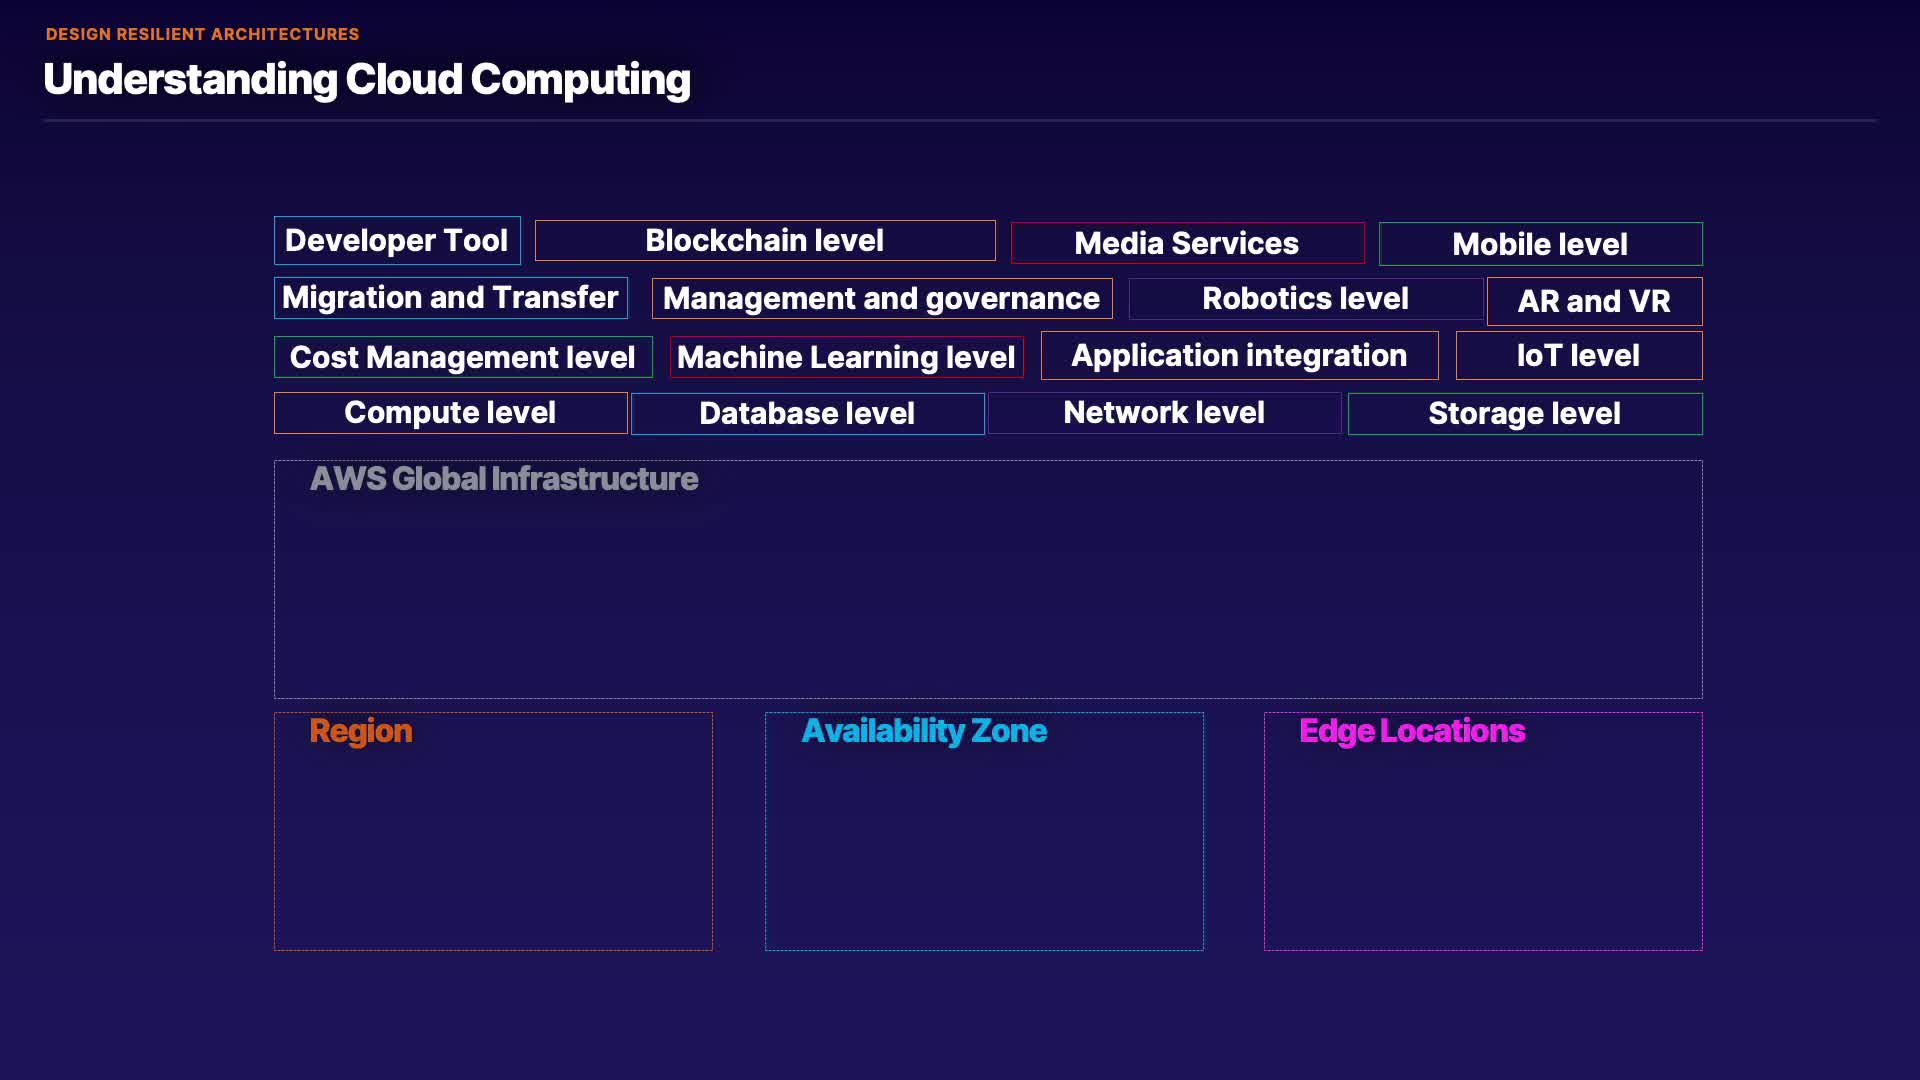 DESIGN RESILIENT ARCHITECTURES
Understanding Cloud Computing
Developer Tool
Blockchain level
Media Services
Mobile level
Migration and Transfer
Management and governance
Robotics level
AR and VR
Cost Management level
Machine Learning level
Application integration
IoT level
Compute level
Database level
Network level
Storage level
AWS Global Infrastructure
Region
Availability Zone
Edge Locations